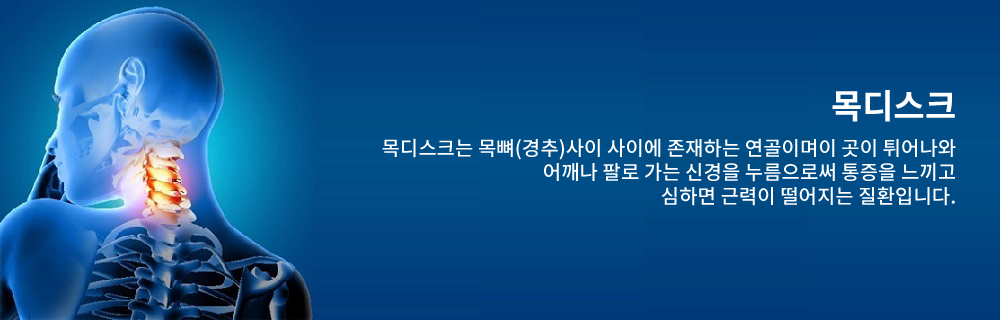 목디스크
목디스크는 목뼈(경추)사이 사이에 존재하는 연골이며이 곳이 튀어나와
어깨나 팔로 가는 신경을 누름으로써 통증을 느끼고
심하면 근력이 떨어지는 질환입니다.